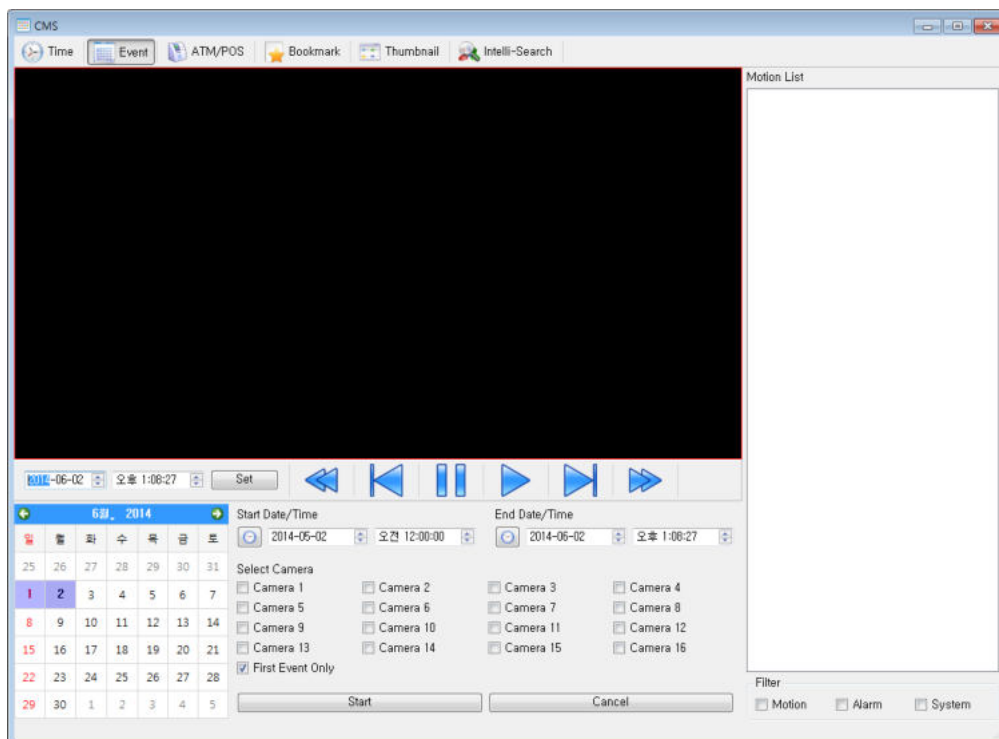 CMS
Time Event ATM/POS Bookmark Thumbnail Intelli-Search
Motion List
2014-06-02 오후 1:08:27 Set
6월, 2014
일 월 화 수 목 금 토
25 26 27 28 29 30 31
1 2 3 4 5 6 7
8 9 10 11 12 13 14
15 16 17 18 19 20 21
22 23 24 25 26 27 28
29 30 1 2 3 4 5
Start Date/Time End Date/Time
2014-05-02 오전 12:00:00 2014-06-02 오후 1:08:27
Select Camera
Camera 1 Camera 2 Camera 3 Camera 4
Camera 5 Camera 6 Camera 7 Camera 8
Camera 9 Camera 10 Camera 11 Camera 12
Camera 13 Camera 14 Camera 15 Camera 16
First Event Only
Start Cancel
Filter
Motion Alarm System